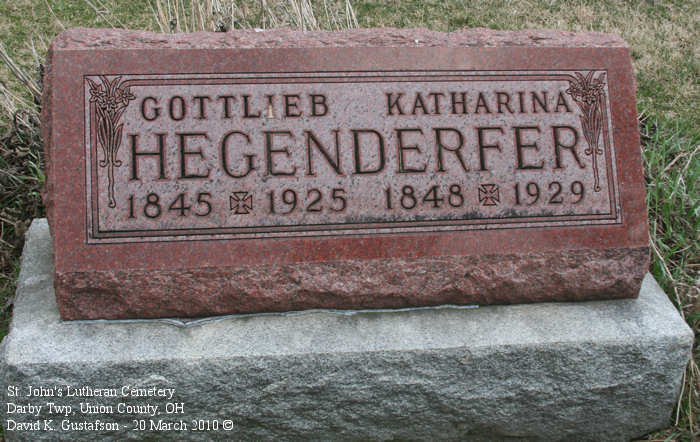 GOTTLIEB KATHARINA
HEGENDERFER
1845 1925 1848 1929
St. John's Lutheran Cemetery
Darby Twp, Union County, OH
David K. Gustafson - 20 March 2010 ©